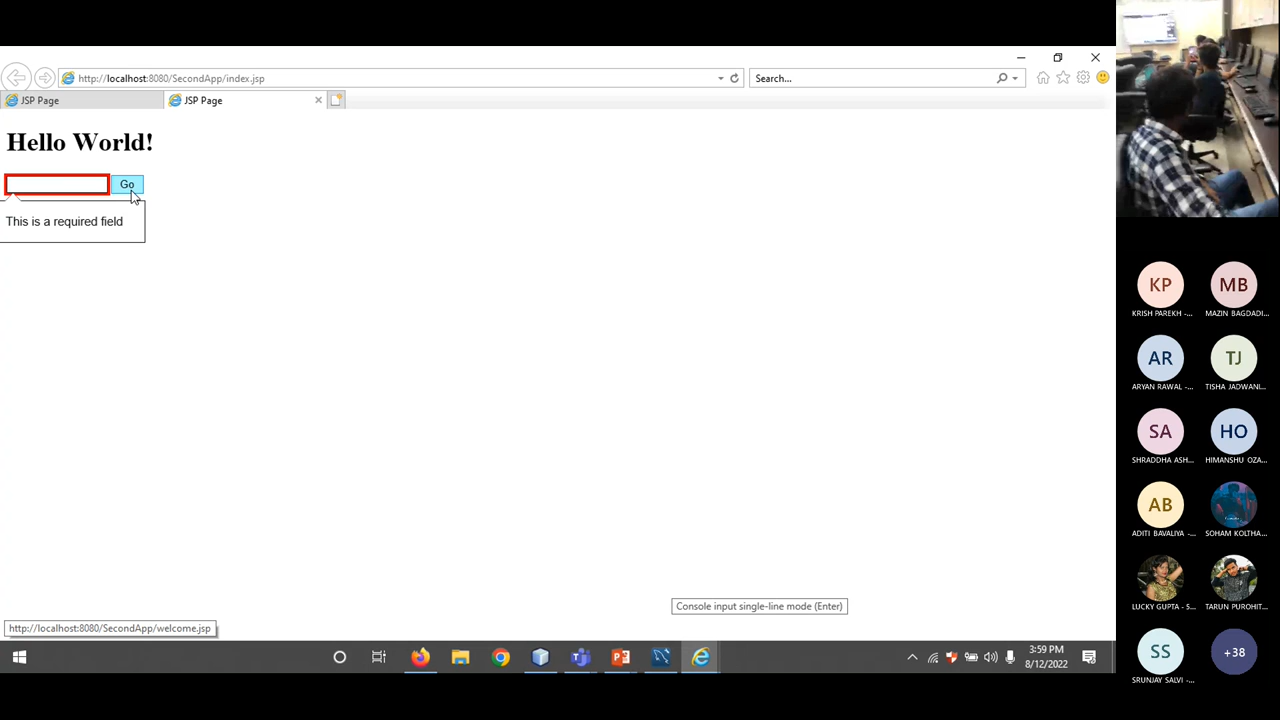 http://localhost:8080/SecondApp/index.jsp
Search...
JSP Page
JSP Page
Hello World!
Go
This is a required field
Console input single-line mode (Enter)
http://localhost:8080/SecondApp/welcome.jsp
3:59 PM
8/12/2022
KP
MB
KRISH PAREKH -...
MAZIN BAGDADI...
AR
TJ
ARYAN RAWAL -...
TISHA JADWANI...
SA
HO
SHRADDHA ASH...
HIMANSHU OZA...
AB
ADITI BAVALIYA -...
SOHAM KOLTHA...
LUCKY GUPTA - 5...
TARUN PUROHIT...
SS
+38
SRUNJAY SALVI -...